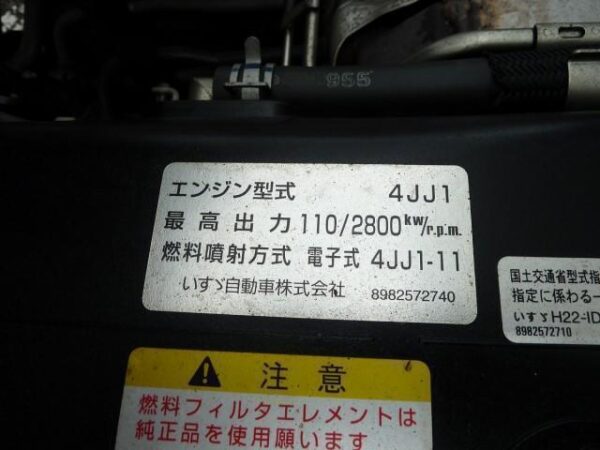 955
エンジン型式 4JJ1
最高出力 110/2800kw/r.p.m.
燃料噴射方式 電子式 4JJ1-11
いすゞ自動車株式会社 8982572740
国土交通省型式指
指定に係わる一
いすゞH22-ID
8982572710
注意
燃料フィルタエレメントは
純正品を使用願います